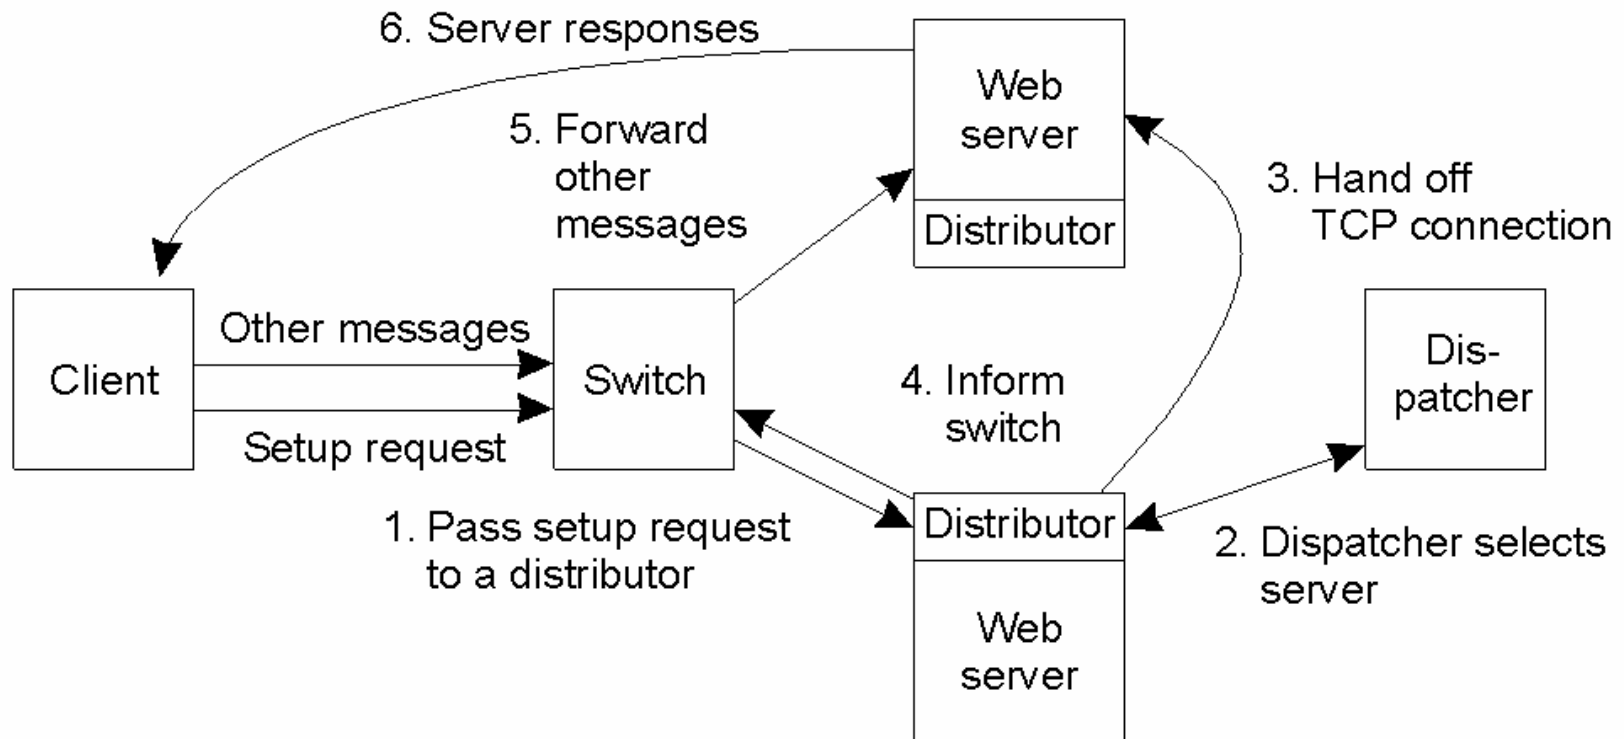 6. Server responses
Web
server
Distributor
5. Forward
other
messages
3. Hand off
TCP connection
Client
Other messages
Setup request
Switch
4. Inform
switch
Dis-
patcher
1. Pass setup request
to a distributor
Distributor
Web
server
2. Dispatcher selects
server